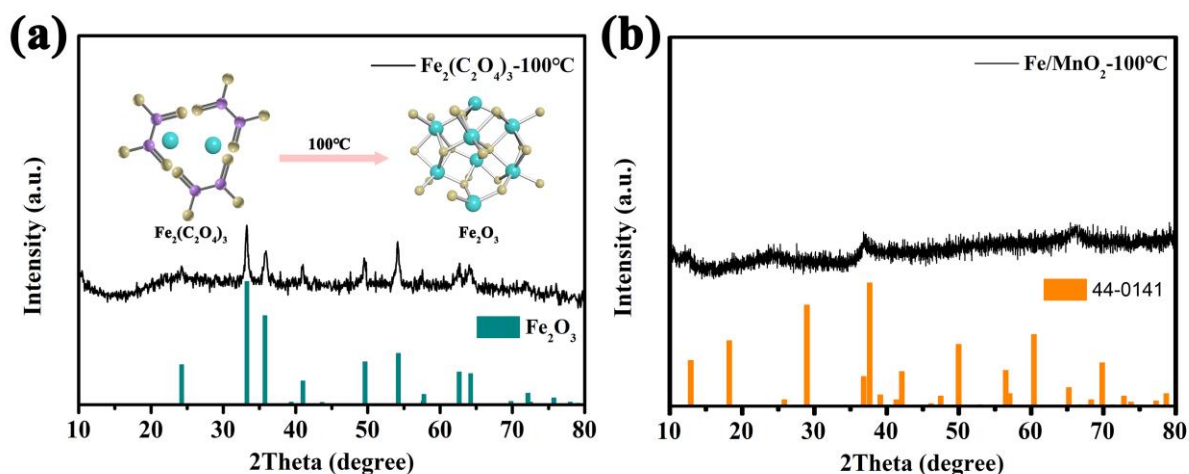 (a)
Fe₂(C₂O₄)₃-100°C
100°C
Fe₂(C₂O₄)₃
Fe₂O₃
Fe₂O₃
Intensity (a.u.)
10 20 30 40 50 60 70 80
2Theta (degree)
(b)
Fe/MnO₂-100°C
44-0141
Intensity (a.u.)
10 20 30 40 50 60 70 80
2Theta (degree)